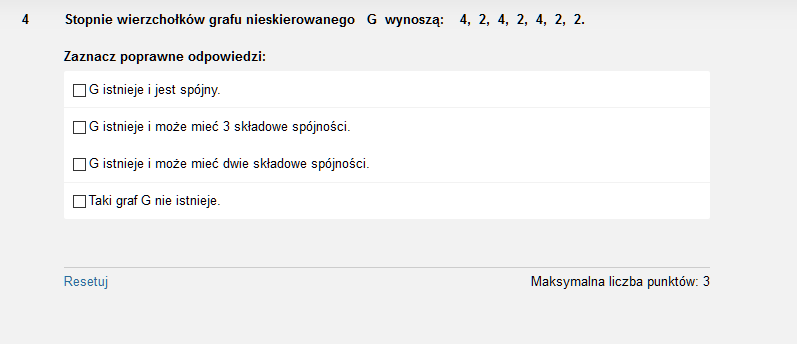 4 Stopnie wierzchołków grafu nieskierowanego G wynoszą: 4, 2, 4, 2, 4, 2, 2.
Zaznacz poprawne odpowiedzi:
G istnieje i jest spójny.
G istnieje i może mieć 3 składowe spójności.
G istnieje i może mieć dwie składowe spójności.
Taki graf G nie istnieje.
Resetuj Maksymalna liczba punktów: 3